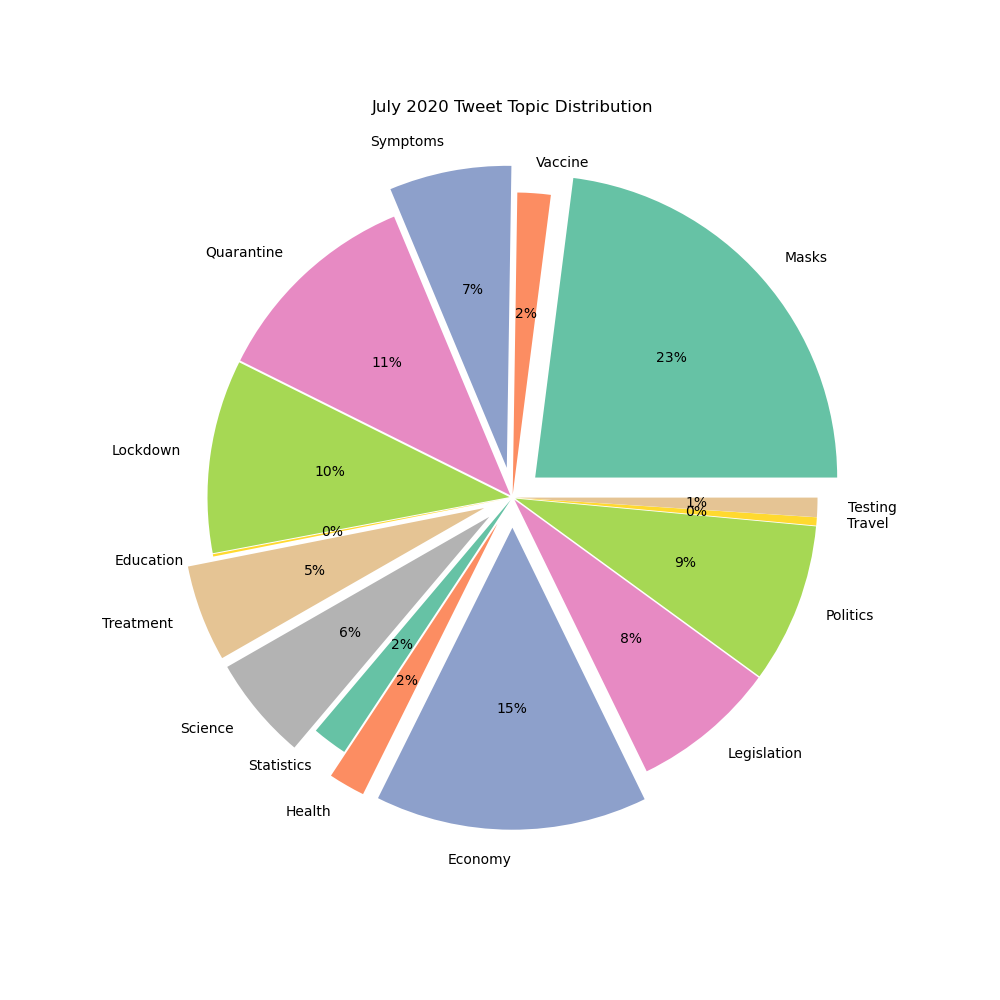 July 2020 Tweet Topic Distribution
Symptoms
Vaccine
Quarantine
Masks
7%
2%
23%
11%
Lockdown
10%
1%
Testing
0%
Travel
0%
Education
5%
9%
Treatment
Politics
6%
8%
2%
2%
15%
Science
Legislation
Statistics
Health
Economy